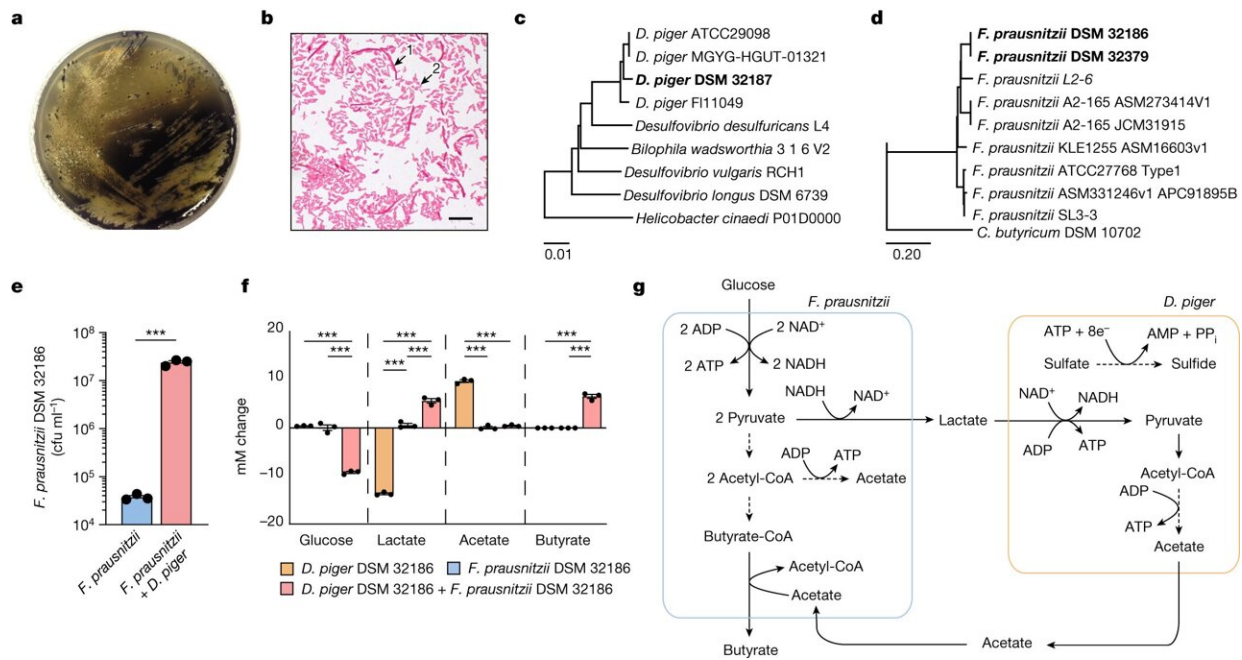 a
b
1
2
c
D. piger ATCC29098
D. piger MGYG-HGUT-01321
D. piger DSM 32187
D. piger FI11049
Desulfovibrio desulfuricans L4
Bilophila wadsworthia 3 1 6 V2
Desulfovibrio vulgaris RCH1
Desulfovibrio longus DSM 6739
Helicobacter cinaedi P01D0000
0.01
d
F. prausnitzii DSM 32186
F. prausnitzii DSM 32379
F. prausnitzii L2-6
F. prausnitzii A2-165 ASM273414V1
F. prausnitzii A2-165 JCM31915
F. prausnitzii KLE1255 ASM16603v1
F. prausnitzii ATCC27768 Type1
F. prausnitzii ASM331246v1 APC91895B
F. prausnitzii SL3-3
C. butyricum DSM 10702
0.20
e
F. prausnitzii DSM 32186
(cfu ml⁻¹)
10⁸
10⁷
10⁶
10⁵
10⁴
***
F. prausnitzii
F. prausnitzii
+ D. piger
f
mM change
20
10
0
–10
–20
*** *** *** ***
*** *** *** ***
***
Glucose Lactate Acetate Butyrate
D. piger DSM 32186 F. prausnitzii DSM 32186
D. piger DSM 32186 + F. prausnitzii DSM 32186
g
Glucose
F. prausnitzii
2 ADP 2 NAD⁺
2 ATP 2 NADH
NADH NAD⁺
2 Pyruvate Lactate
ADP ATP
2 Acetyl-CoA Acetate
Butyrate-CoA
Acetyl-CoA
Acetate
Butyrate
D. piger
ATP + 8e⁻ AMP + PPᵢ
Sulfate Sulfide
NAD⁺ NADH
Pyruvate
ADP ATP
Acetyl-CoA
ADP
ATP
Acetate
Acetate